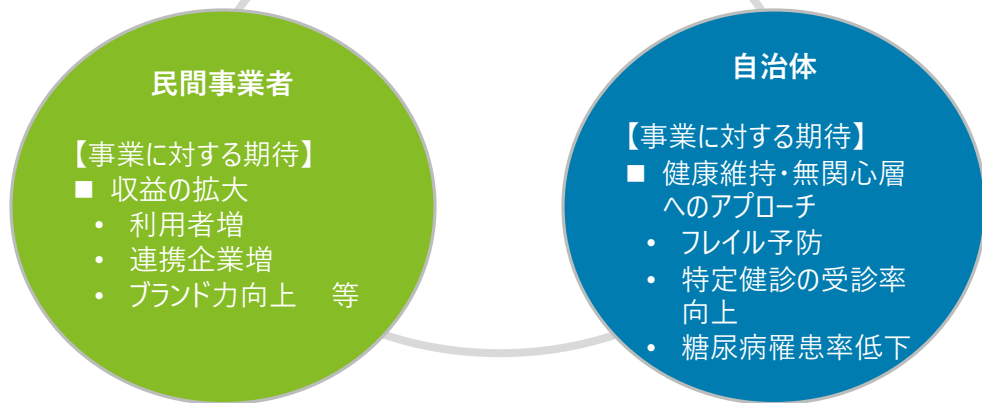 民間事業者
【事業に対する期待】
■ 収益の拡大
• 利用者増
• 連携企業増
• ブランド力向上 等
自治体
【事業に対する期待】
■ 健康維持・無関心層
へのアプローチ
• フレイル予防
• 特定健診の受診率
向上
• 糖尿病罹患率低下